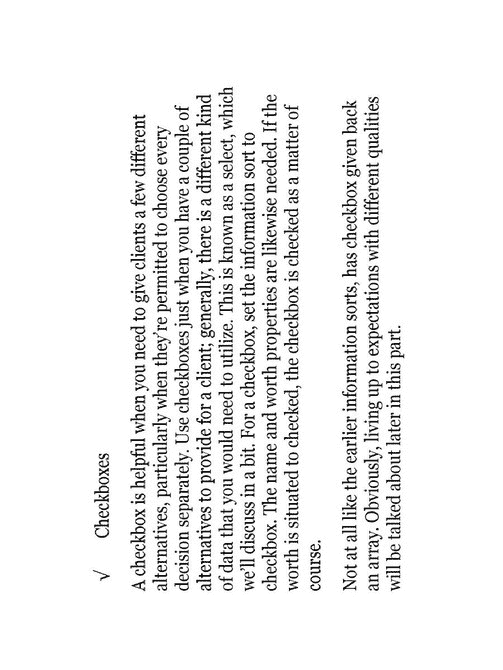 √ Checkboxes
A checkbox is helpful when you need to give clients a few different
alternatives, particularly when they're permitted to choose every
decision separately. Use checkboxes just when you have a couple of
alternatives to provide for a client; generally, there is a different kind
of data that you would need to utilize. This is known as a select, which
we'll discuss in a bit. For a checkbox, set the information sort to
checkbox. The name and worth properties are likewise needed. If the
worth is situated to checked, the checkbox is checked as a matter of
course.
Not at all like the earlier information sorts, has checkbox given back
an array. Obviously, living up to expectations with different qualities
will be talked about later in this part.